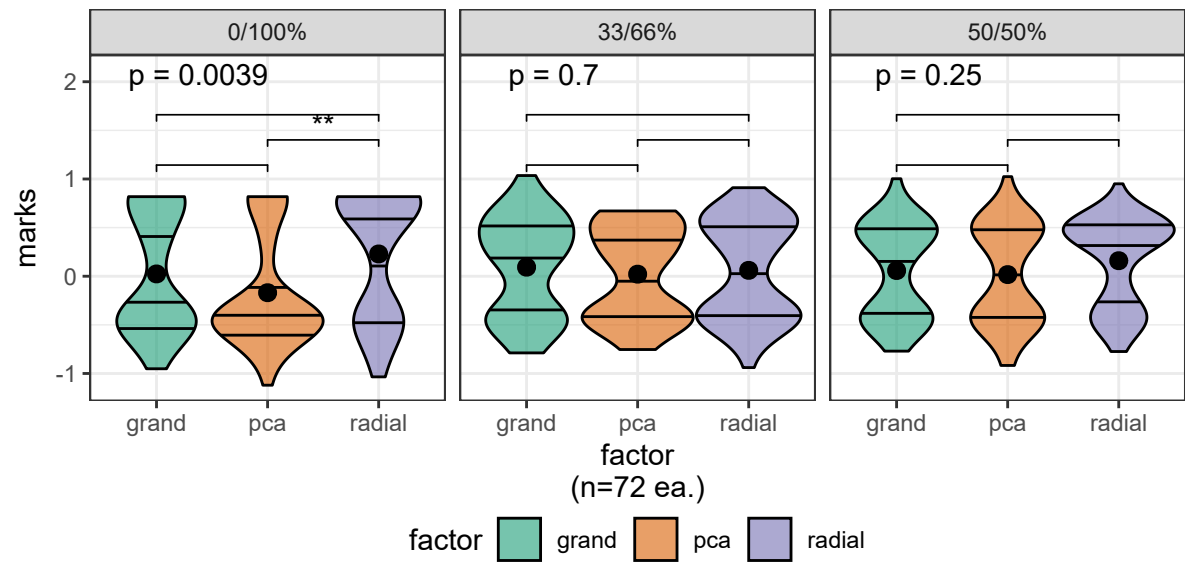 0/100%
33/66%
50/50%
p = 0.0039
p = 0.7
p = 0.25
**
marks
2
1
0
-1
grand pca radial
grand pca radial
grand pca radial
factor
(n=72 ea.)
factor grand pca radial